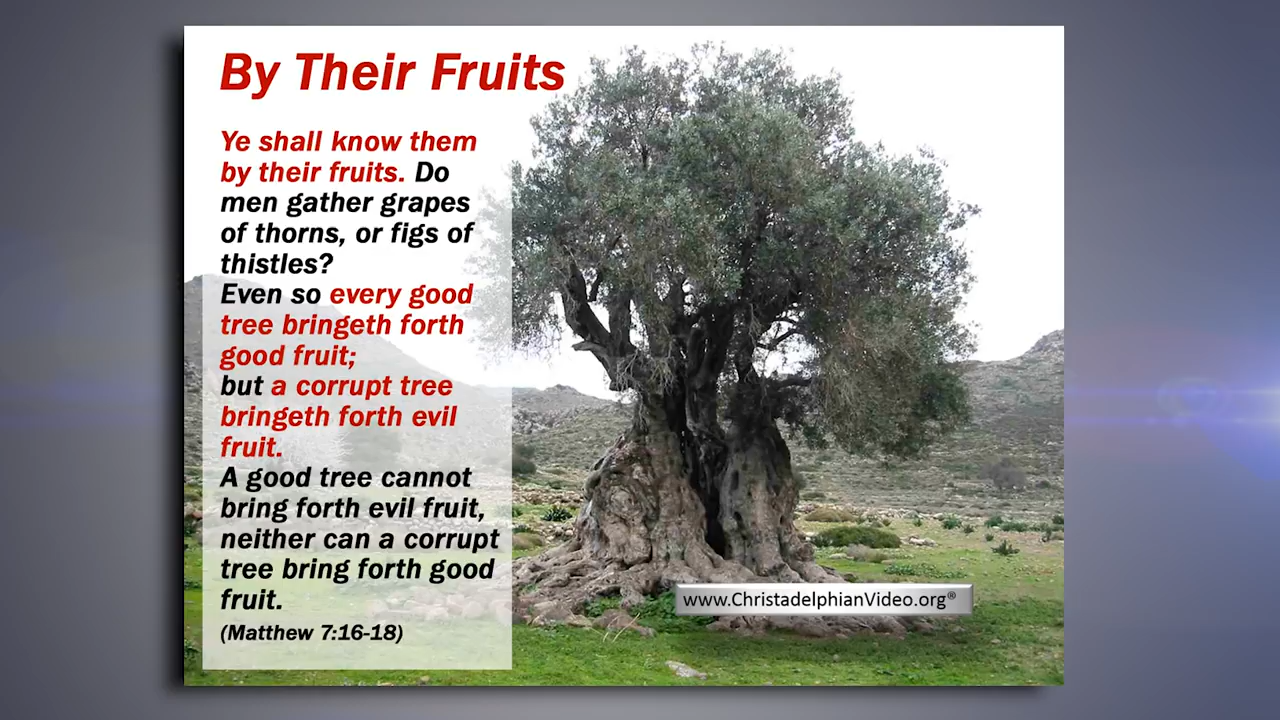 By Their Fruits
Ye shall know them
by their fruits. Do
men gather grapes
of thorns, or figs of
thistles?
Even so every good
tree bringeth forth
good fruit;
but a corrupt tree
bringeth forth evil
fruit.
A good tree cannot
bring forth evil fruit,
neither can a corrupt
tree bring forth good
fruit.
(Matthew 7:16-18)
www.ChristadelphianVideo.org®